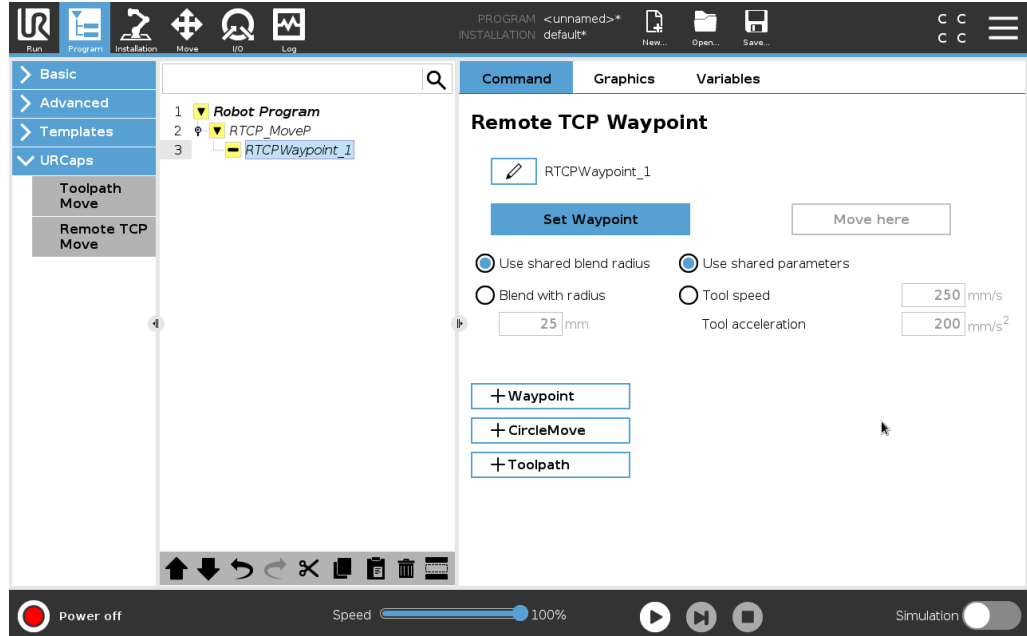 PROGRAM <unnamed>*
INSTALLATION default*
UR
Run
Program
Installation
Move
I/O
Log
New...
Open...
Save...
C C
C C
Basic
Advanced
Templates
URCaps
Toolpath
Move
Remote TCP
Move
1 Robot Program
2 RTCP_MoveP
3 RTCPWaypoint_1
Command Graphics Variables
Remote TCP Waypoint
RTCPWaypoint_1
Set Waypoint Move here
Use shared blend radius Use shared parameters
Blend with radius Tool speed 250 mm/s
25 mm Tool acceleration 200 mm/s²
+ Waypoint
+ CircleMove
+ Toolpath
Power off Speed 100% Simulation